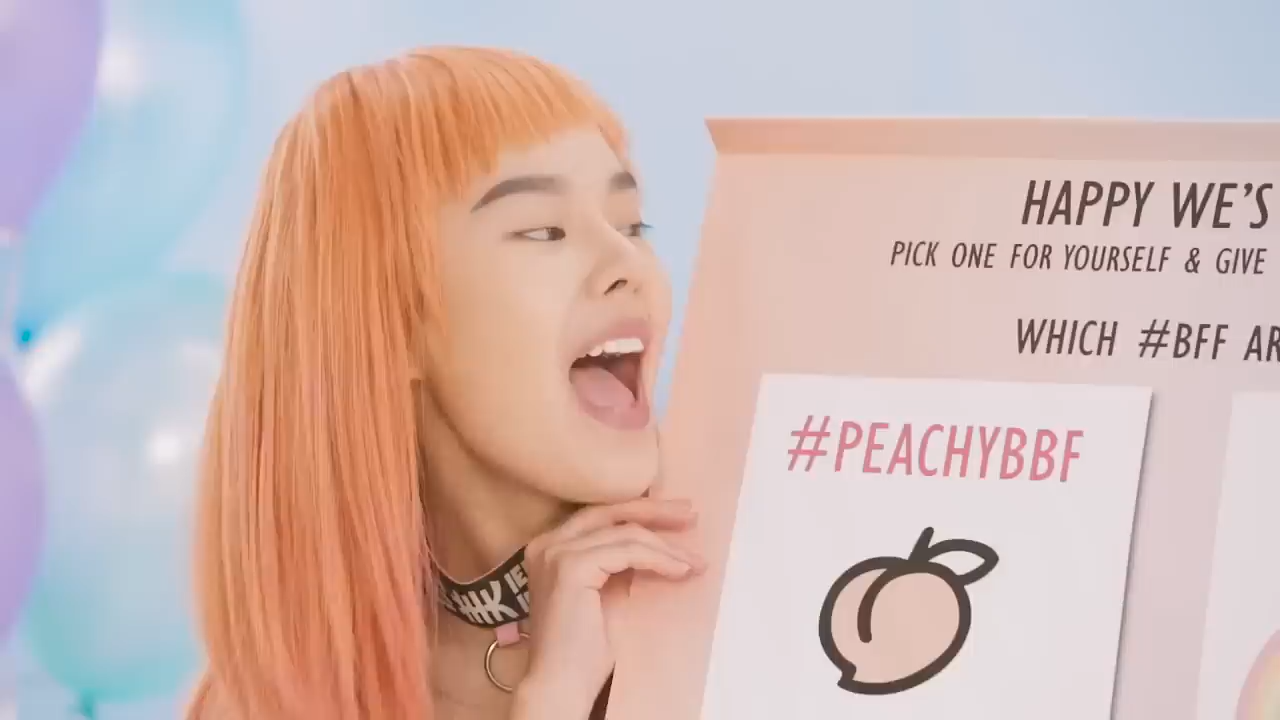 HAPPY WE'S
PICK ONE FOR YOURSELF & GIVE
WHICH #BFF AR
#PEACHYBBF